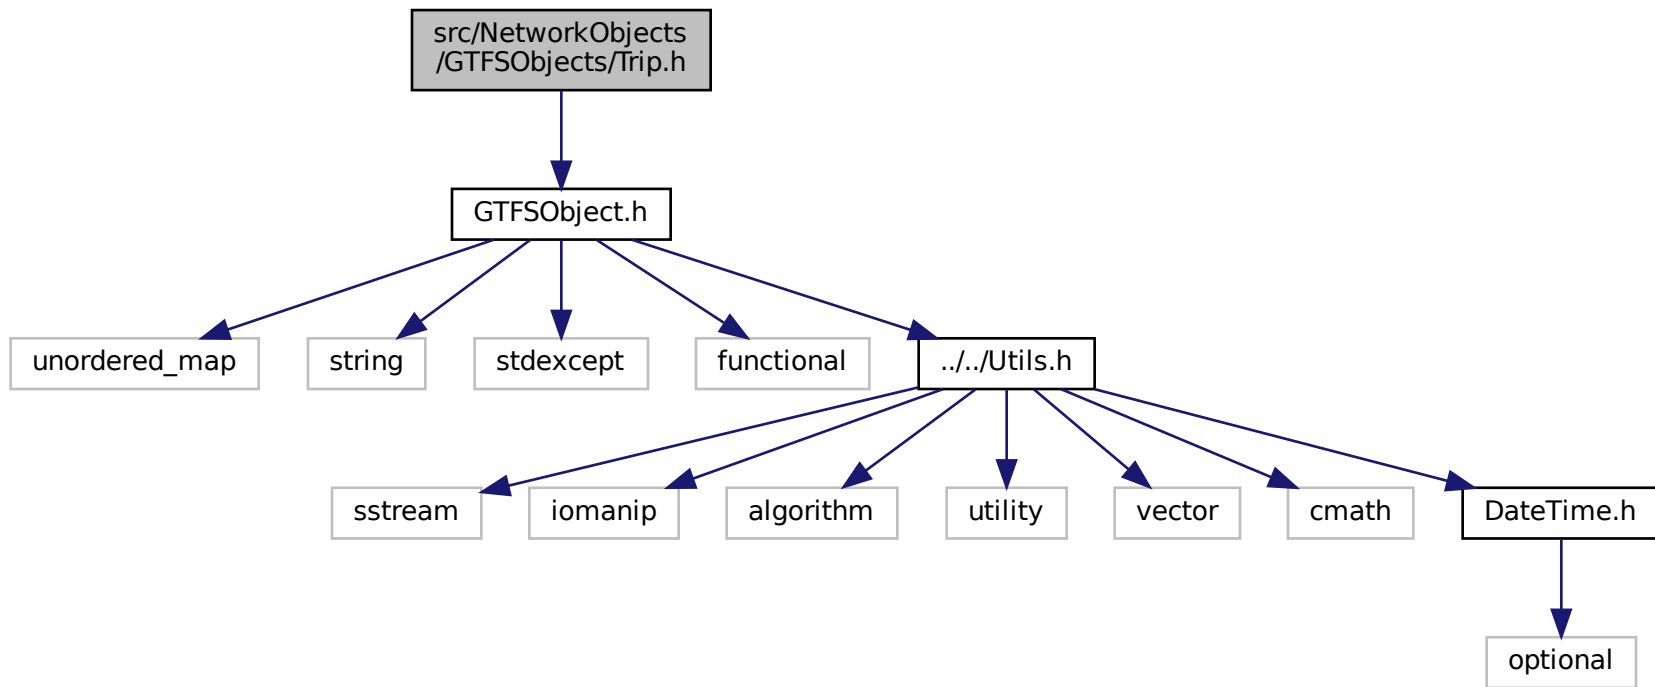 src/NetworkObjects
/GTFSObjects/Trip.h
GTFSObject.h
unordered_map
string
stdexcept
functional
../../Utils.h
sstream
iomanip
algorithm
utility
vector
cmath
DateTime.h
optional